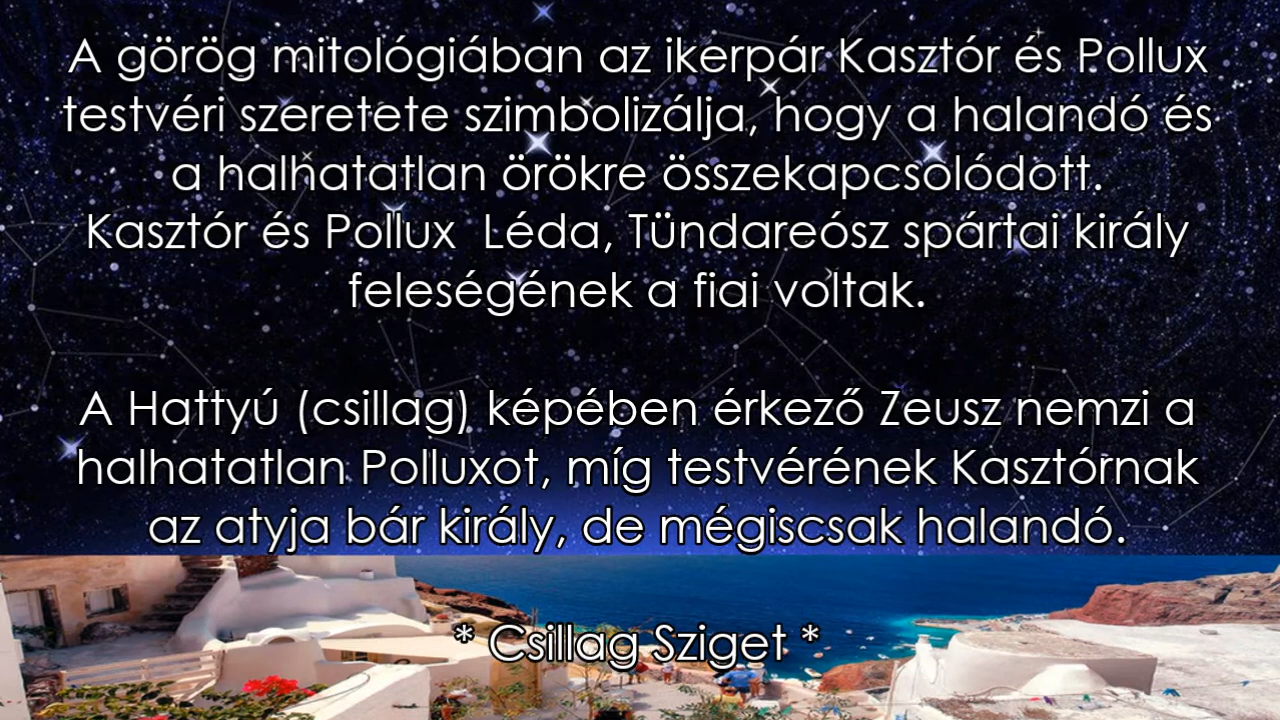 A görög mitológiában az ikerpár Kasztór és Pollux
testvéri szeretete szimbolizálja, hogy a halandó és
a halhatatlan örökre összekapcsolódott.
Kasztór és Pollux  Léda, Tündareósz spártai király
feleségének a fiai voltak.
A Hattyú (csillag) képében érkező Zeusz nemzi a
halhatatlan Polluxot, míg testvérének Kasztórnak
az atyja bár király, de mégiscsak halandó.
* Csillag Sziget *